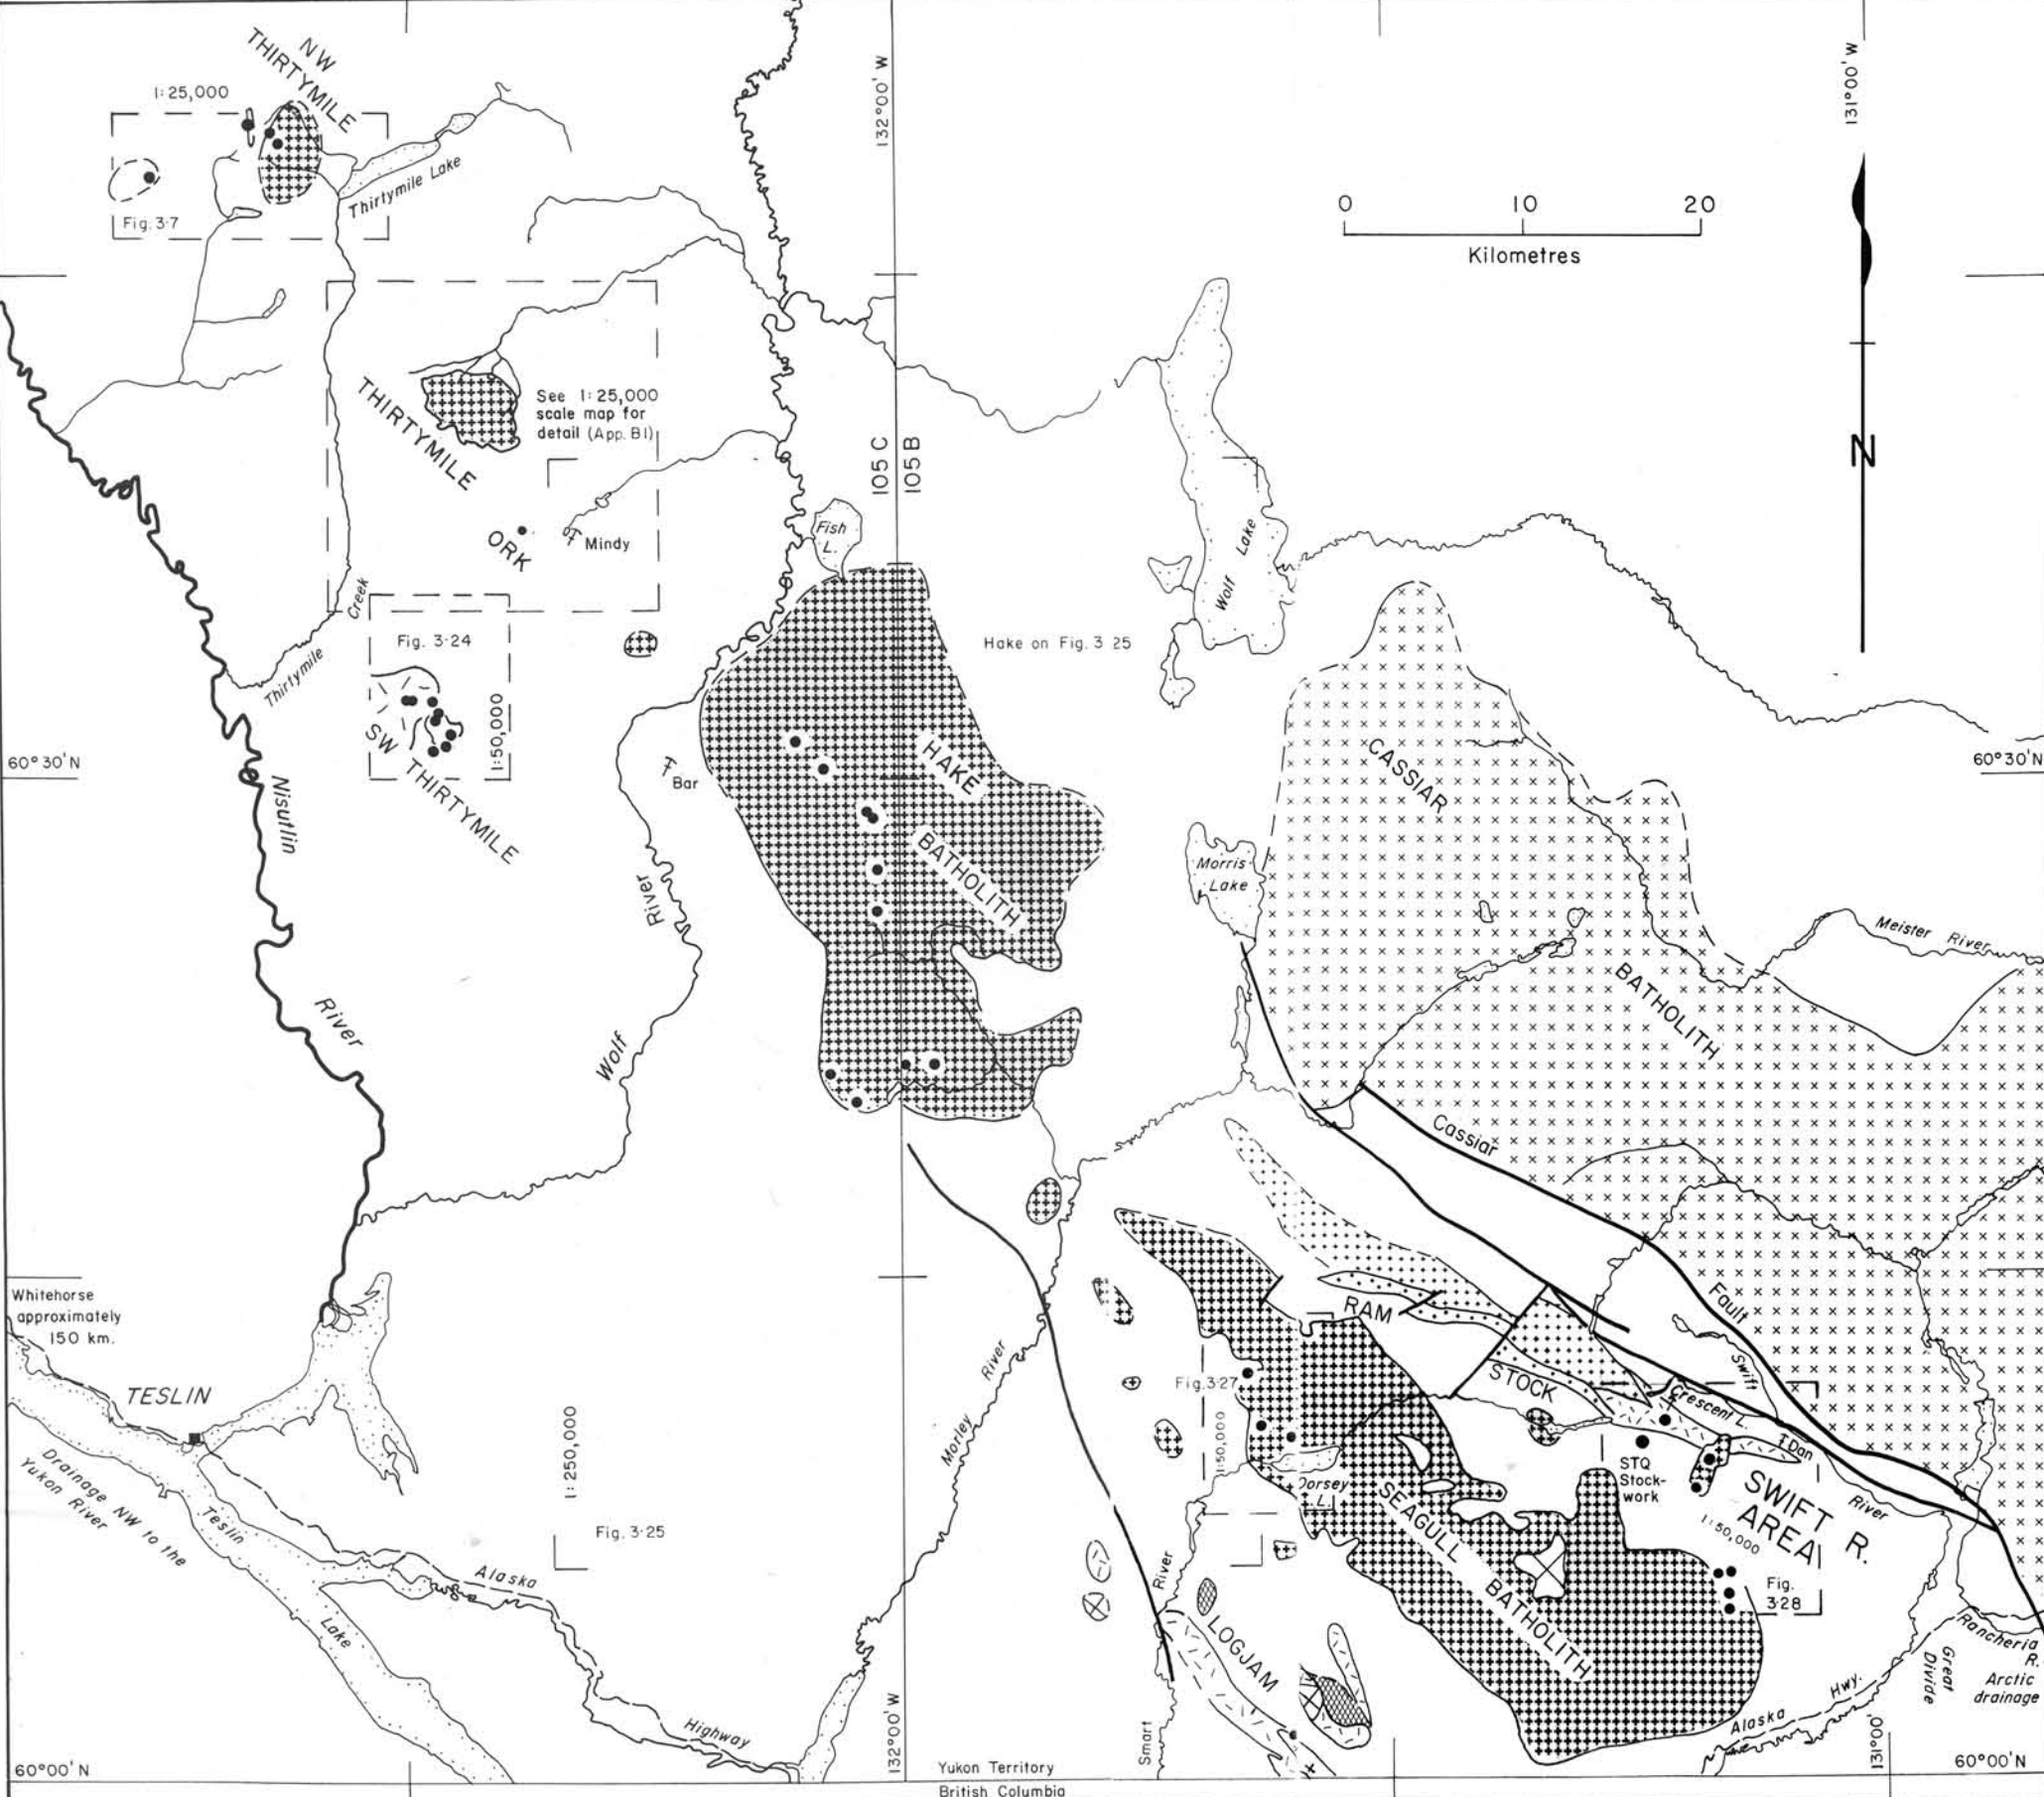 NW
THIRTYMILE
1:25,000
Fig. 3·7
Thirtymile Lake
132°00' W
131°00' W
0 10 20
Kilometres
N
THIRTYMILE
See 1:25,000
scale map for
detail (App. B1)
105 C
105 B
ORK
Mindy
Fish
L.
Wolf Lake
Thirtymile Creek
Fig. 3·24
SW THIRTYMILE
1:50,000
Hake on Fig. 3 25
60°30' N
60°30' N
Nisutlin
River
Bar
Wolf
River
HAKE
BATHOLITH
CASSIAR
BATHOLITH
Morris
Lake
Meister River
Cassiar
Fault
Whitehorse
approximately
150 km.
TESLIN
Drainage NW to the
Yukon River
Teslin
Lake
1:250,000
Fig. 3·25
Alaska
Highway
Morley
River
RAM
STOCK
Fig. 3·27
1:50,000
Dorsey
L.
Swift
Crescent L.
Dan
River
STQ
Stock-
work
SWIFT R.
AREA
1:50,000
Fig.
3·28
SEAGULL
BATHOLITH
LOGJAM
River
Smart
Rancheria
R.
Arctic
drainage
Great
Divide
Alaska Hwy.
60°00' N
132°00' W
Yukon Territory
British Columbia
131°00'
60°00' N